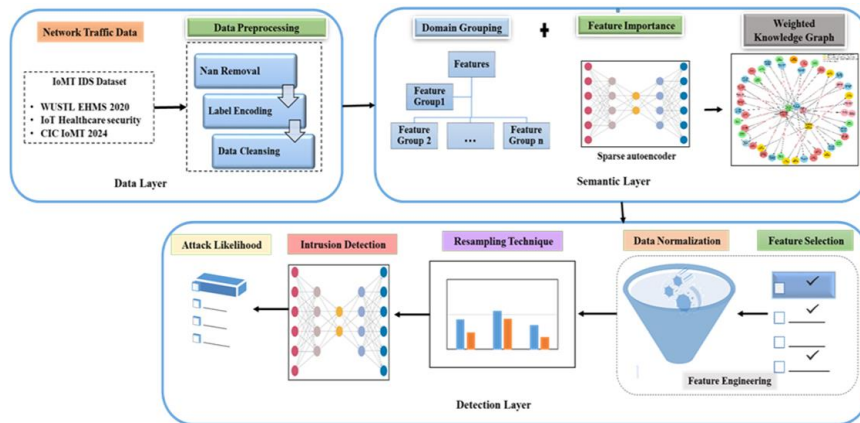 Network Traffic Data
Data Preprocessing
IoMT IDS Dataset
• WUSTL EHMS 2020
• IoT Healthcare security
• CIC IoMT 2024
Nan Removal
Label Encoding
Data Cleansing
Data Layer
Domain Grouping
+
Feature Importance
Weighted
Knowledge Graph
Features
Feature
Group1
Feature
Group 2
...
Feature
Group n
Sparse autoencoder
Semantic Layer
Attack Likelihood
Intrusion Detection
Resampling Technique
Data Normalization
Feature Selection
Feature Engineering
Detection Layer